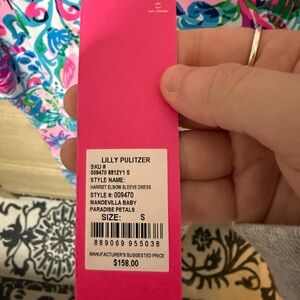 LILLY PULITZER
SKU #
009470 6812Y1 S
STYLE NAME:
HARRIET ELBOW SLEEVE DRESS
STYLE #: 009470
MANDEVILLA BABY
PARADISE PETALS
SIZE: S
889069 955038
MANUFACTURER'S SUGGESTED PRICE
$158.00